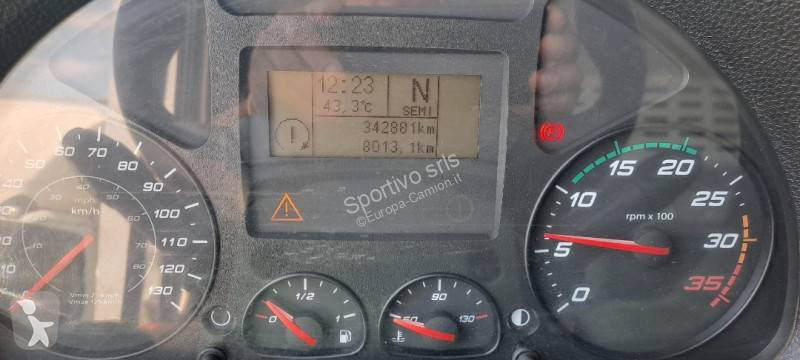 12:23
N
43,3°c
SEMI
342881km
8013,1km
Sportivo srls
©Europa-Camion.it
50 70 90 110 130
40 80 100 120
mph
km/h
0 5 10 15 20 25 30 35
rpm x 100
0 1/2 1
50 90 130